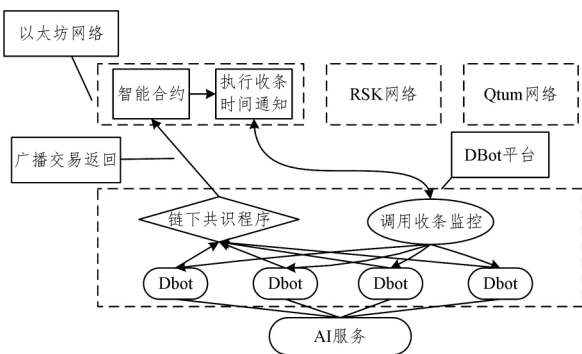 以太坊网络
智能合约
执行收条
时间通知
RSK网络
Qtum网络
广播交易返回
DBot平台
链下共识程序
调用收条监控
Dbot
Dbot
Dbot
Dbot
AI服务